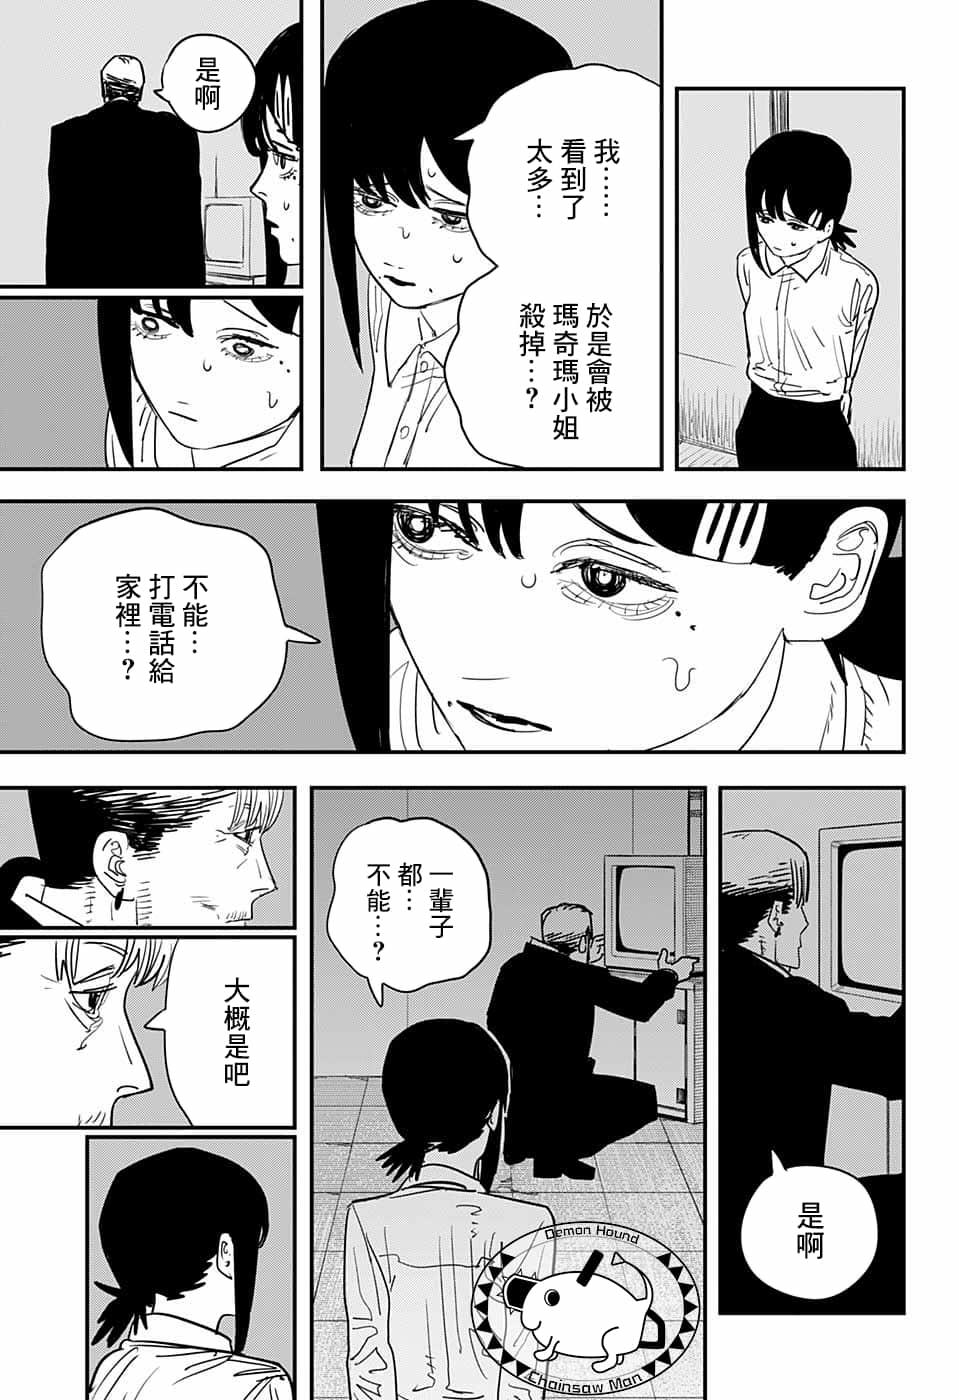 我……
看到了
太多…
於是會被
瑪奇瑪小姐
殺掉…?
是
啊
不能…
打電話給
家裡…?
是
啊
一輩子
都…
不能…?
大概是吧
Demon Hound
Chainsaw Man